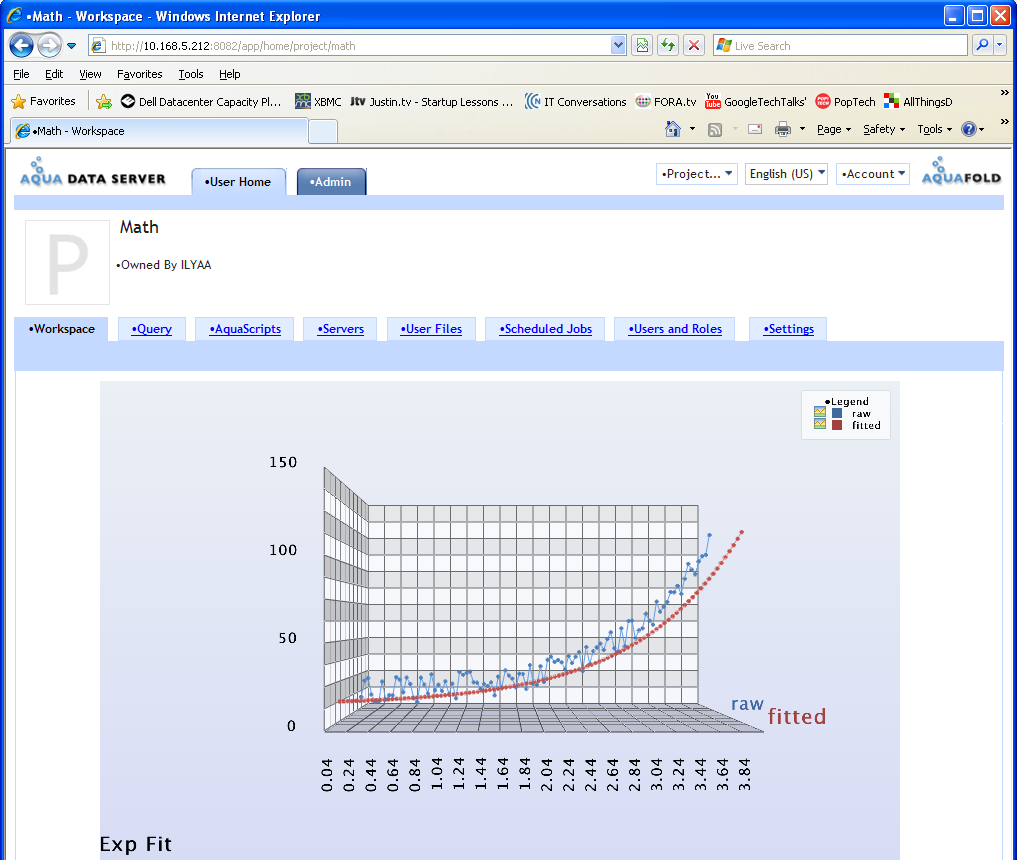 •Math - Workspace - Windows Internet Explorer
http://10.168.5.212:8082/app/home/project/math
Live Search
File Edit View Favorites Tools Help
Favorites Dell Datacenter Capacity Pl... XBMC Jtv Justin.tv - Startup Lessons ... IT Conversations FORA.tv You Tube GoogleTechTalks' PopTech AllThingsD »
•Math - Workspace Page Safety Tools »
AQUA DATA SERVER •User Home •Admin •Project... English (US) •Account AQUAFOLD
P
Math
•Owned By ILYAA
•Workspace •Query •AquaScripts •Servers •User Files •Scheduled Jobs •Users and Roles •Settings
•Legend
raw
fitted
150
100
50
0
raw
fitted
0.04 0.24 0.44 0.64 0.84 1.04 1.24 1.44 1.64 1.84 2.04 2.24 2.44 2.64 2.84 3.04 3.24 3.44 3.64 3.84
Exp Fit